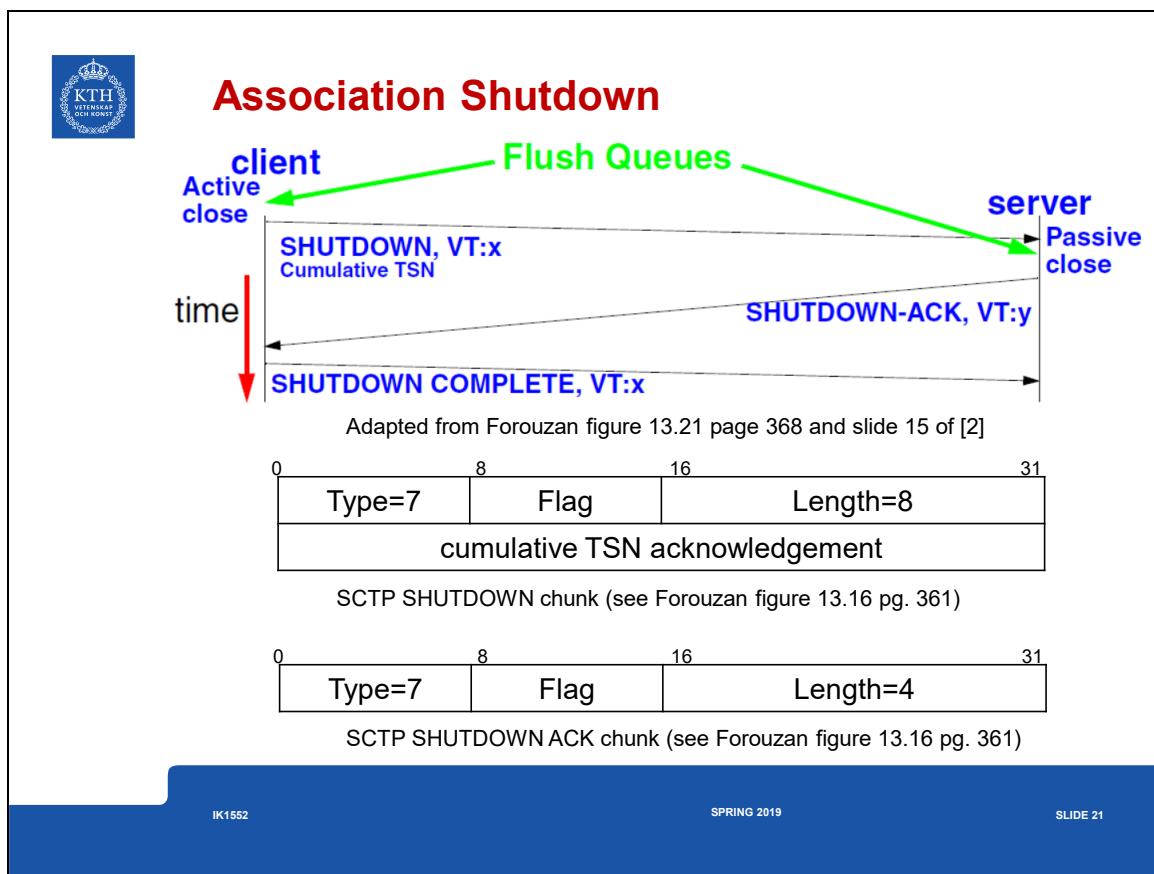 KTH
VETENSKAP
OCH KONST
Association Shutdown
client
Flush Queues
Active
close
server
SHUTDOWN, VT:x
Cumulative TSN
Passive
close
time
SHUTDOWN-ACK, VT:y
SHUTDOWN COMPLETE, VT:x
Adapted from Forouzan figure 13.21 page 368 and slide 15 of [2]
0 8 16 31
Type=7 Flag Length=8
cumulative TSN acknowledgement
SCTP SHUTDOWN chunk (see Forouzan figure 13.16 pg. 361)
0 8 16 31
Type=7 Flag Length=4
SCTP SHUTDOWN ACK chunk (see Forouzan figure 13.16 pg. 361)
IK1552 SPRING 2019 SLIDE 21